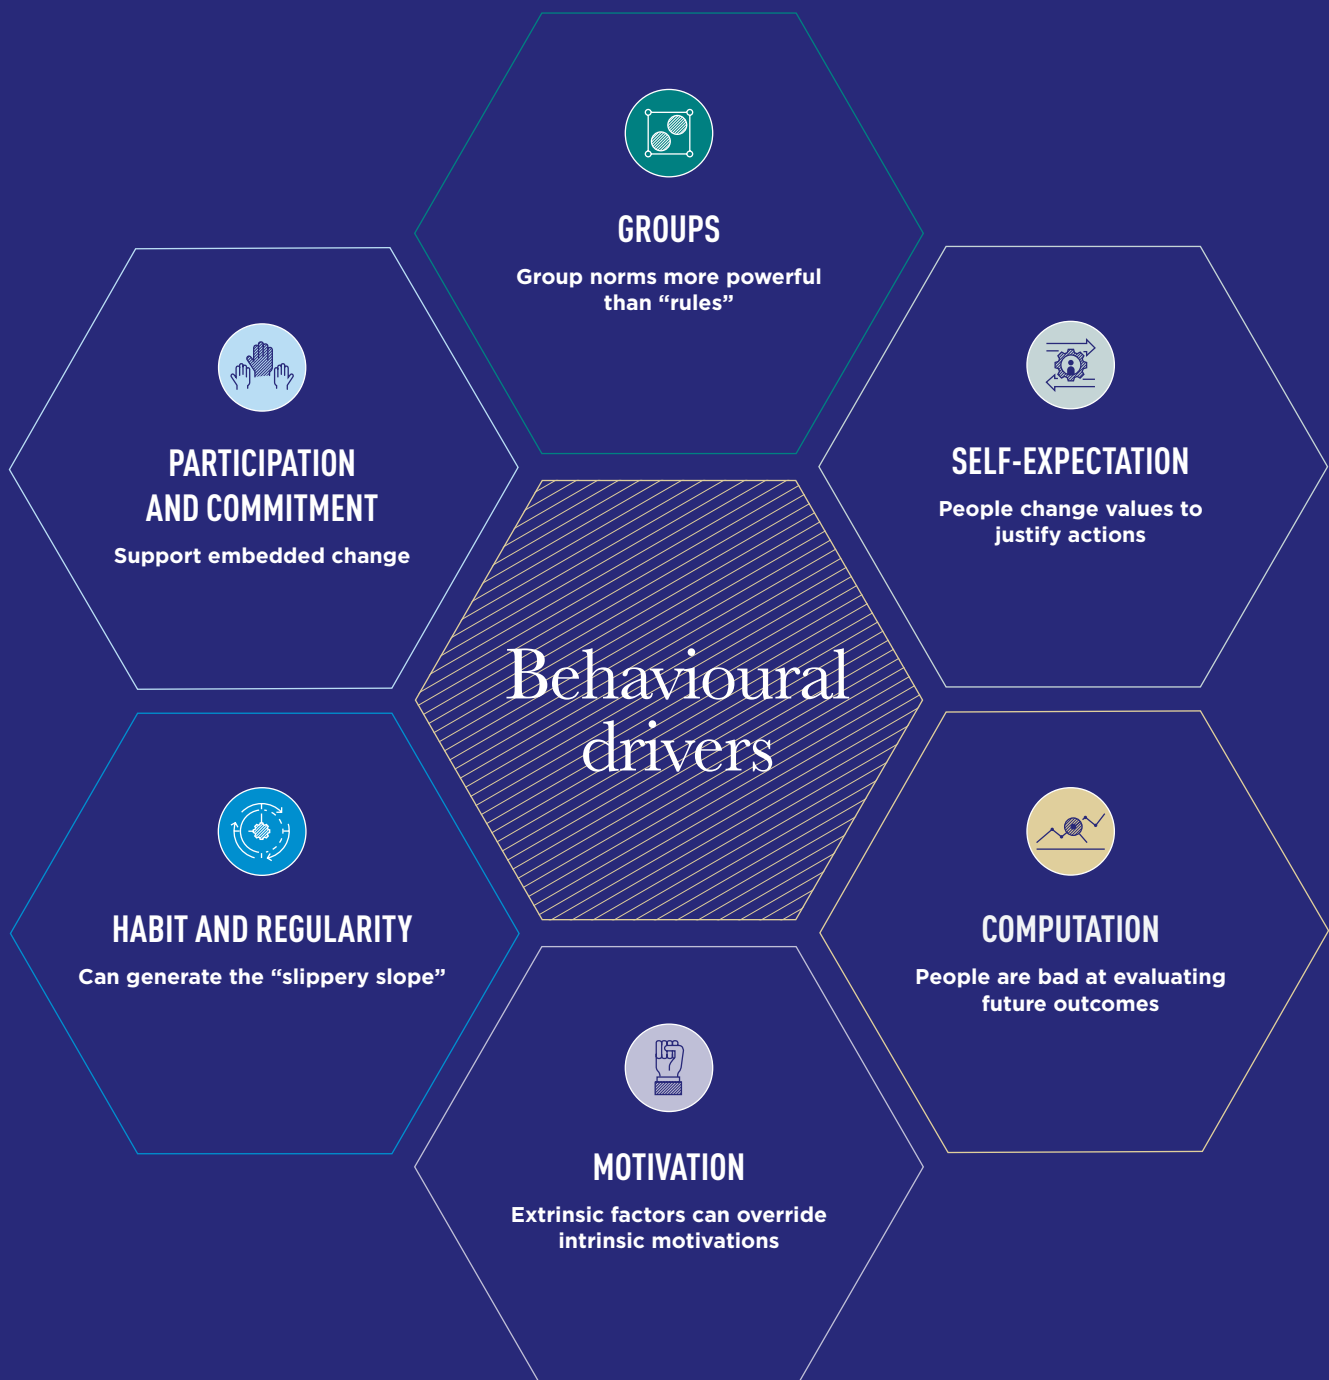 GROUPS
Group norms more powerful
than “rules”
PARTICIPATION
AND COMMITMENT
Support embedded change
SELF-EXPECTATION
People change values to
justify actions
Behavioural
drivers
HABIT AND REGULARITY
Can generate the “slippery slope”
COMPUTATION
People are bad at evaluating
future outcomes
MOTIVATION
Extrinsic factors can override
intrinsic motivations